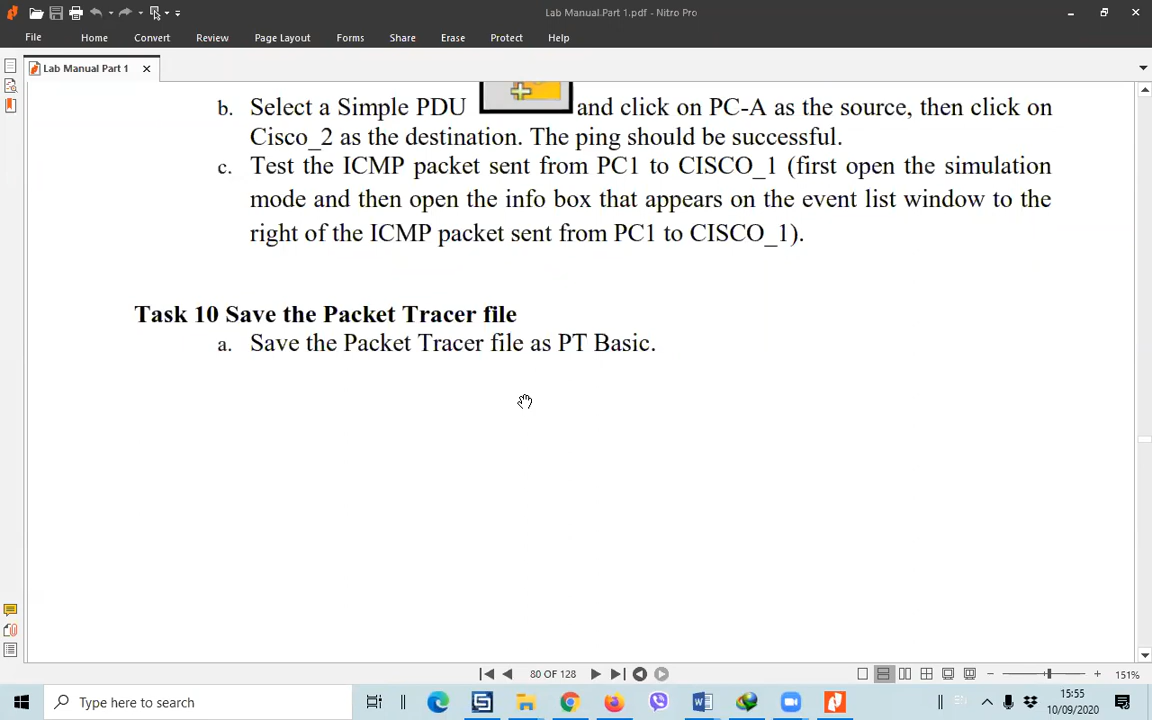 Lab Manual.Part 1.pdf - Nitro Pro
File Home Convert Review Page Layout Forms Share Erase Protect Help
Lab Manual Part 1
b. Select a Simple PDU and click on PC-A as the source, then click on
Cisco_2 as the destination. The ping should be successful.
c. Test the ICMP packet sent from PC1 to CISCO_1 (first open the simulation
mode and then open the info box that appears on the event list window to the
right of the ICMP packet sent from PC1 to CISCO_1).
Task 10 Save the Packet Tracer file
a. Save the Packet Tracer file as PT Basic.
80 OF 128
151%
Type here to search
15:55
10/09/2020